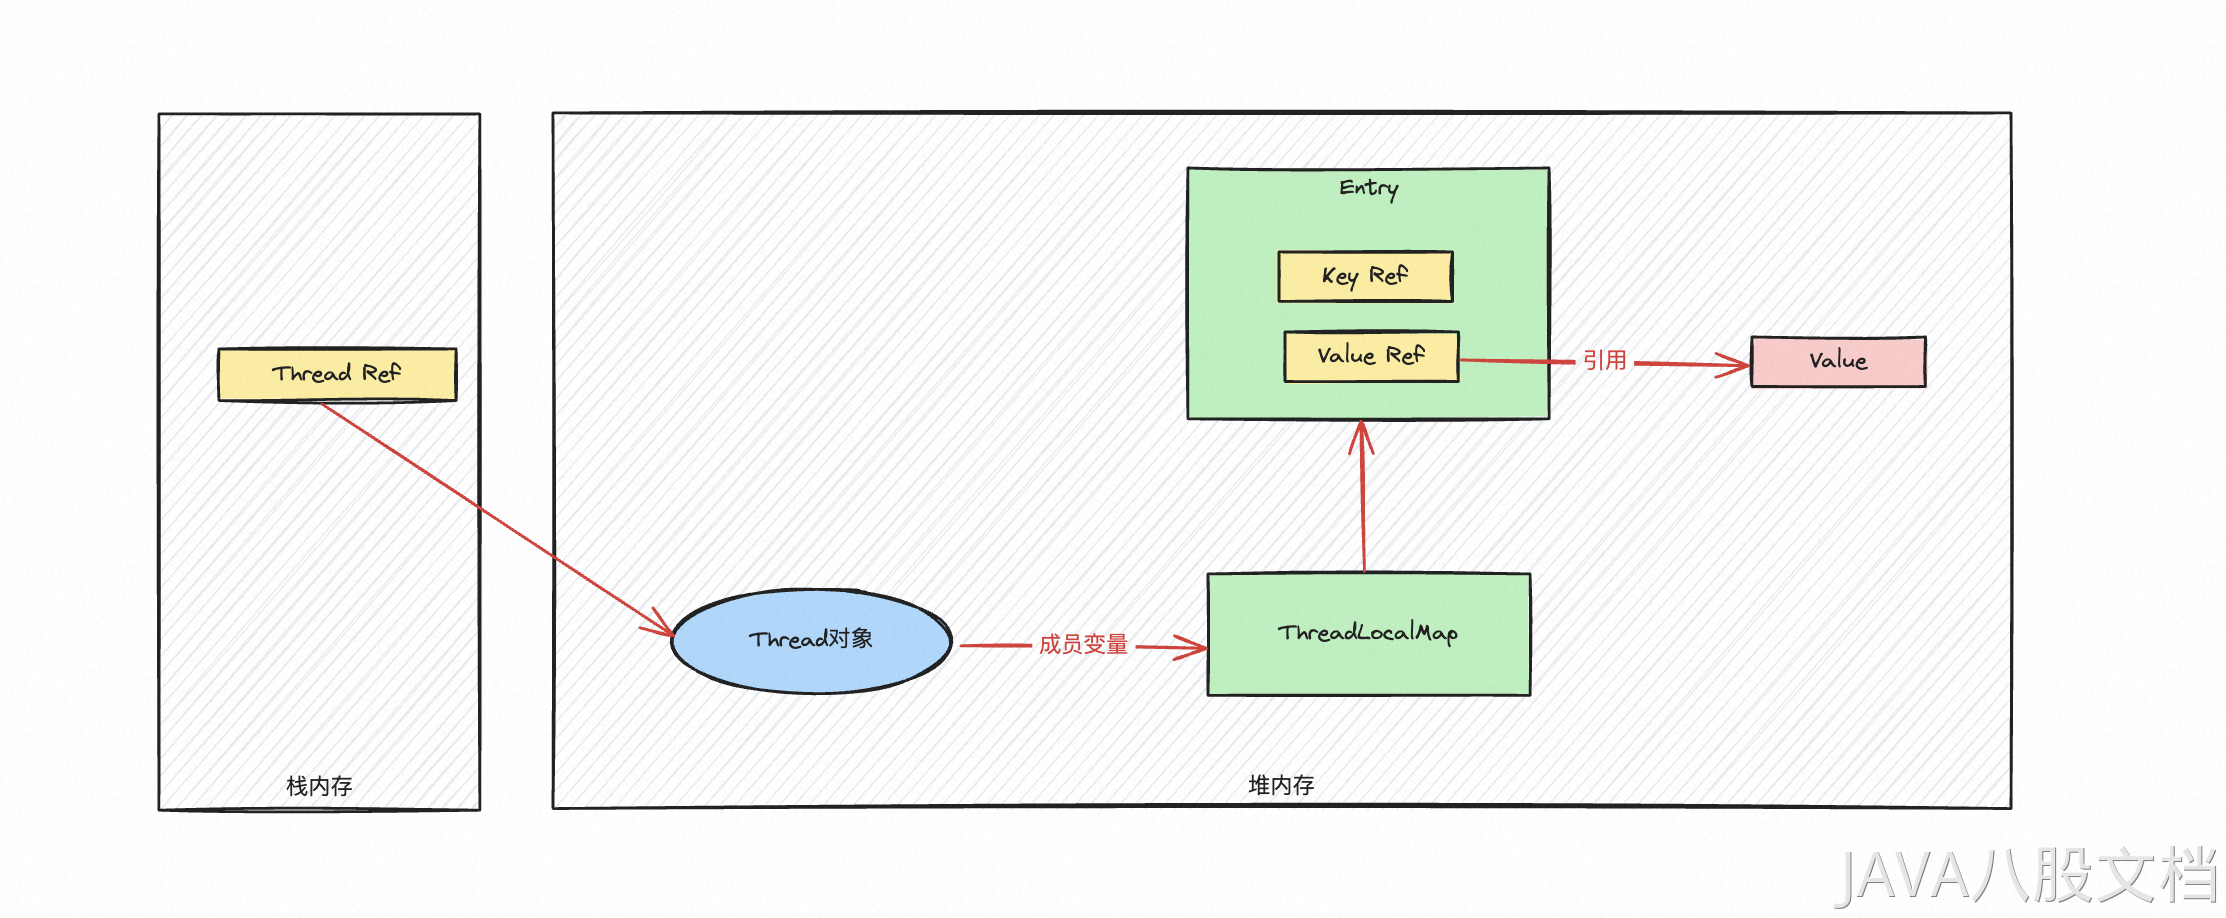 Entry
Key Ref
Value Ref
引用
Value
Thread Ref
Thread对象
成员变量
ThreadLocalMap
栈内存
堆内存
JAVA八股文档